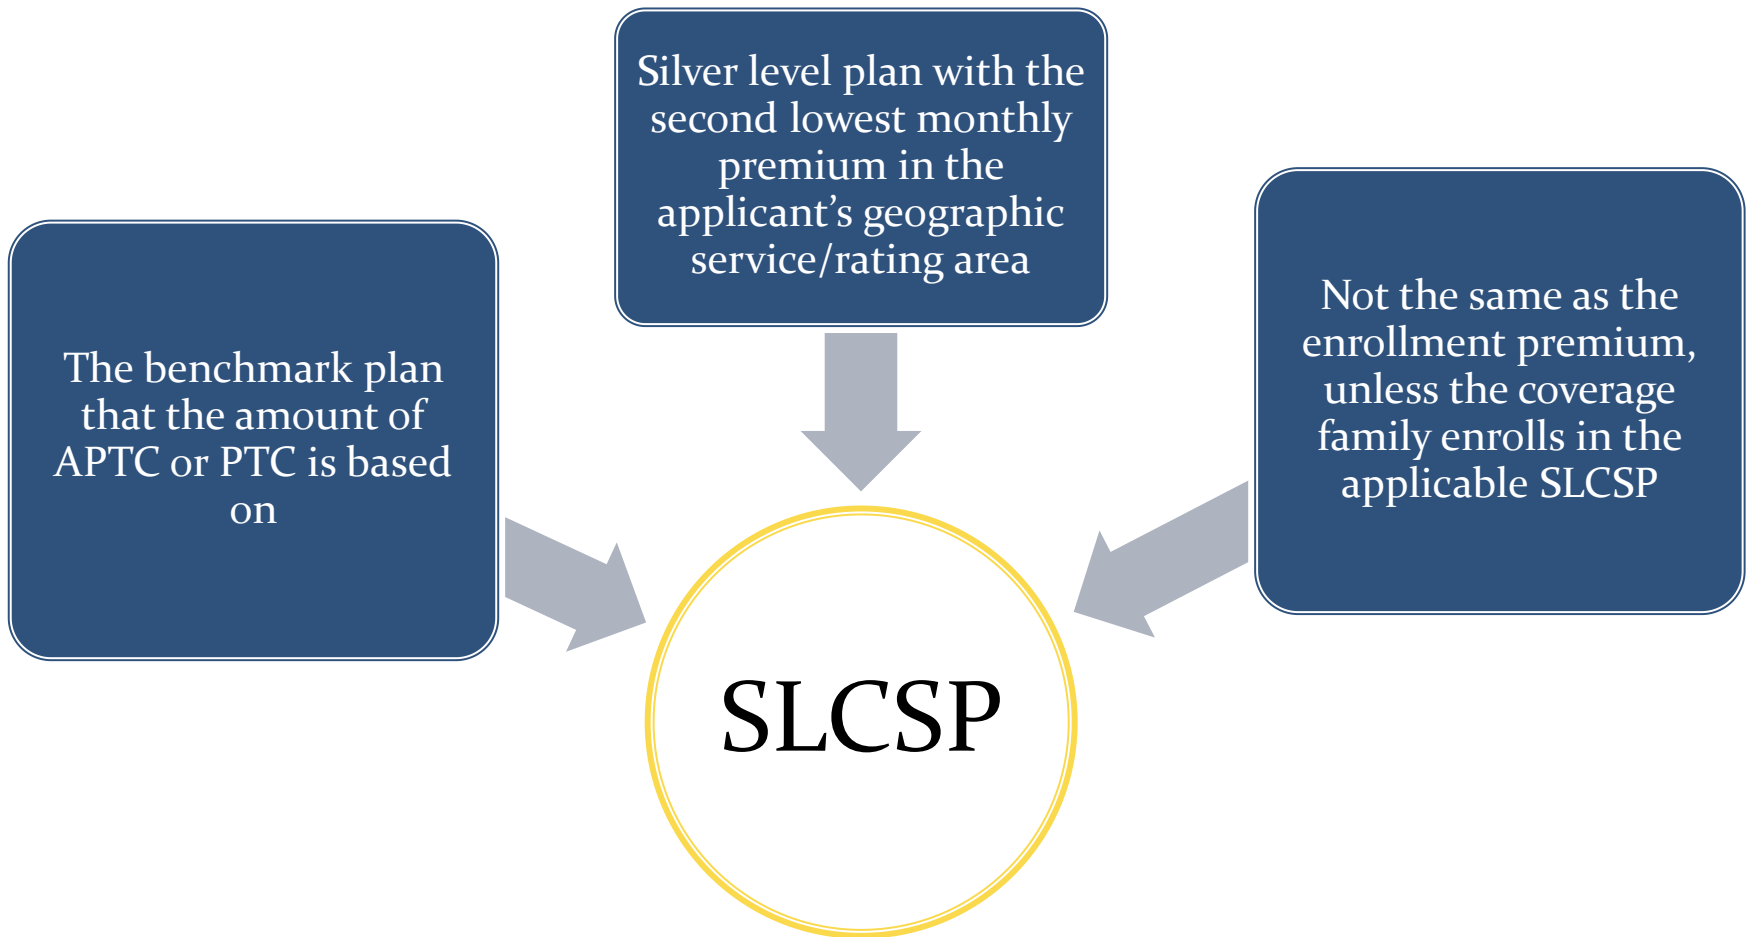 The benchmark plan
that the amount of
APTC or PTC is based
on
Silver level plan with the
second lowest monthly
premium in the
applicant’s geographic
service/rating area
Not the same as the
enrollment premium,
unless the coverage
family enrolls in the
applicable SLCSP
SLCSP